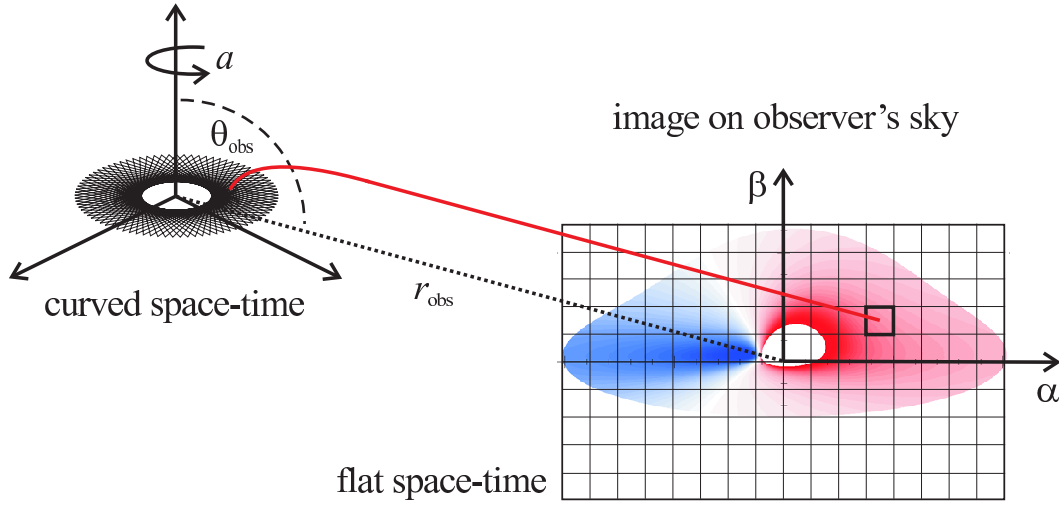 a
θobs
image on observer's sky
β
robs
curved space-time
α
flat space-time